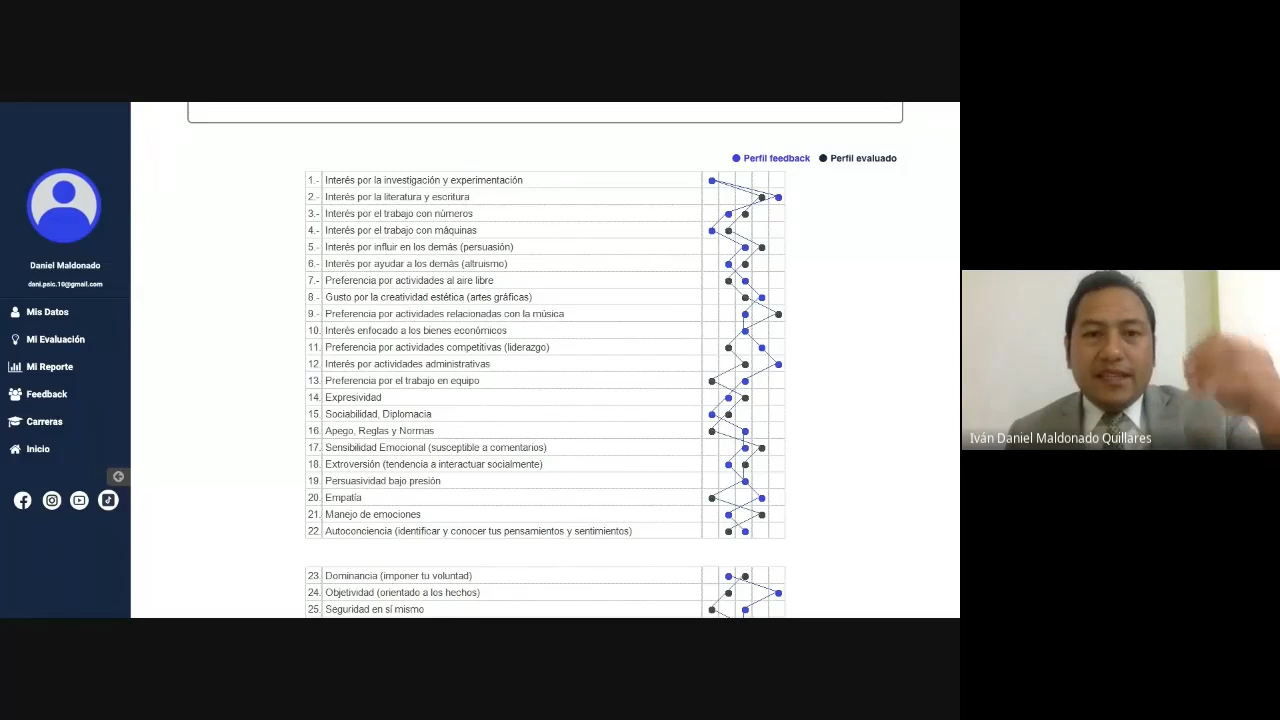 Perfil feedback Perfil evaluado
1.- Interés por la investigación y experimentación
2.- Interés por la literatura y escritura
3.- Interés por el trabajo con números
4.- Interés por el trabajo con máquinas
5.- Interés por influir en los demás (persuasión)
6.- Interés por ayudar a los demás (altruismo)
7.- Preferencia por actividades al aire libre
8.- Gusto por la creatividad estética (artes gráficas)
9.- Preferencia por actividades relacionadas con la música
10. Interés enfocado a los bienes económicos
11. Preferencia por actividades competitivas (liderazgo)
12. Interés por actividades administrativas
13. Preferencia por el trabajo en equipo
14. Expresividad
15. Sociabilidad, Diplomacia
16. Apego, Reglas y Normas
17. Sensibilidad Emocional (susceptible a comentarios)
18. Extroversión (tendencia a interactuar socialmente)
19. Persuasividad bajo presión
20. Empatía
21. Manejo de emociones
22. Autoconciencia (identificar y conocer tus pensamientos y sentimientos)
23. Dominancia (imponer tu voluntad)
24. Objetividad (orientado a los hechos)
25. Seguridad en sí mismo
Daniel Maldonado
dani.psic.10@gmail.com
Mis Datos
Mi Evaluación
Mi Reporte
Feedback
Carreras
Inicio
Iván Daniel Maldonado Quillares